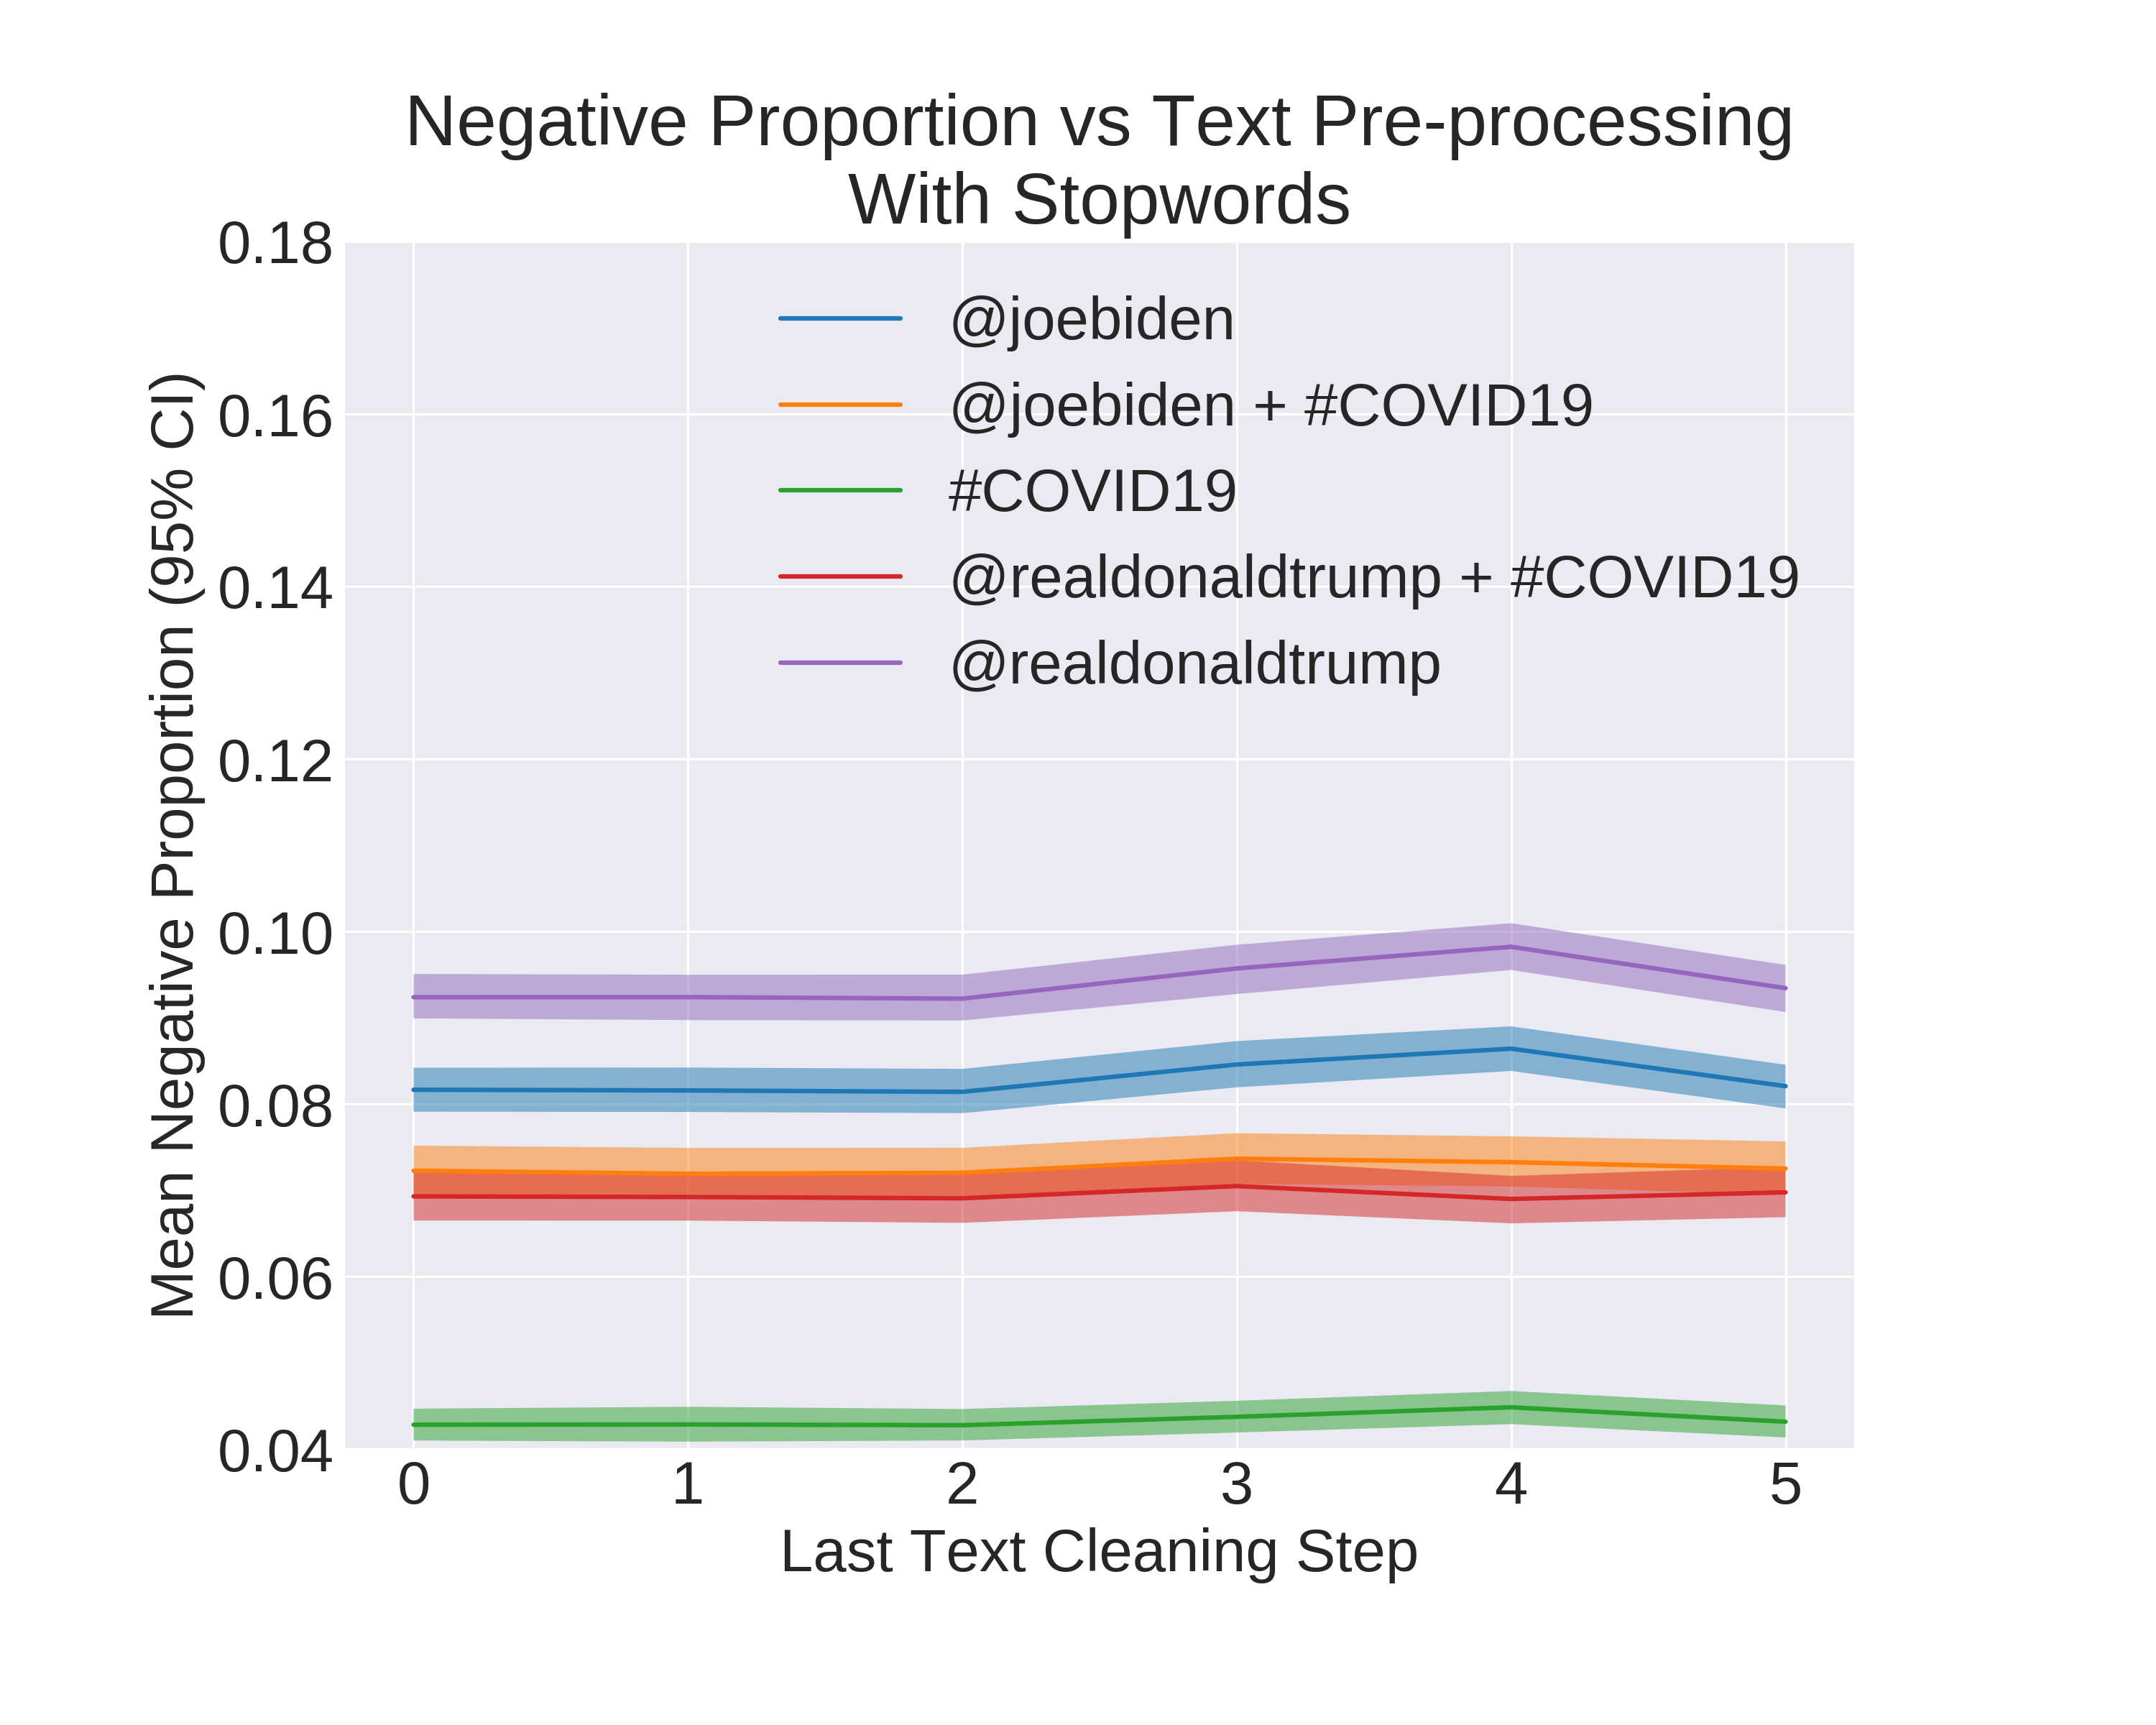 Negative Proportion vs Text Pre-processing
With Stopwords
Mean Negative Proportion (95% CI)
0.18
0.16
0.14
0.12
0.10
0.08
0.06
0.04
@joebiden
@joebiden + #COVID19
#COVID19
@realdonaldtrump + #COVID19
@realdonaldtrump
0 1 2 3 4 5
Last Text Cleaning Step